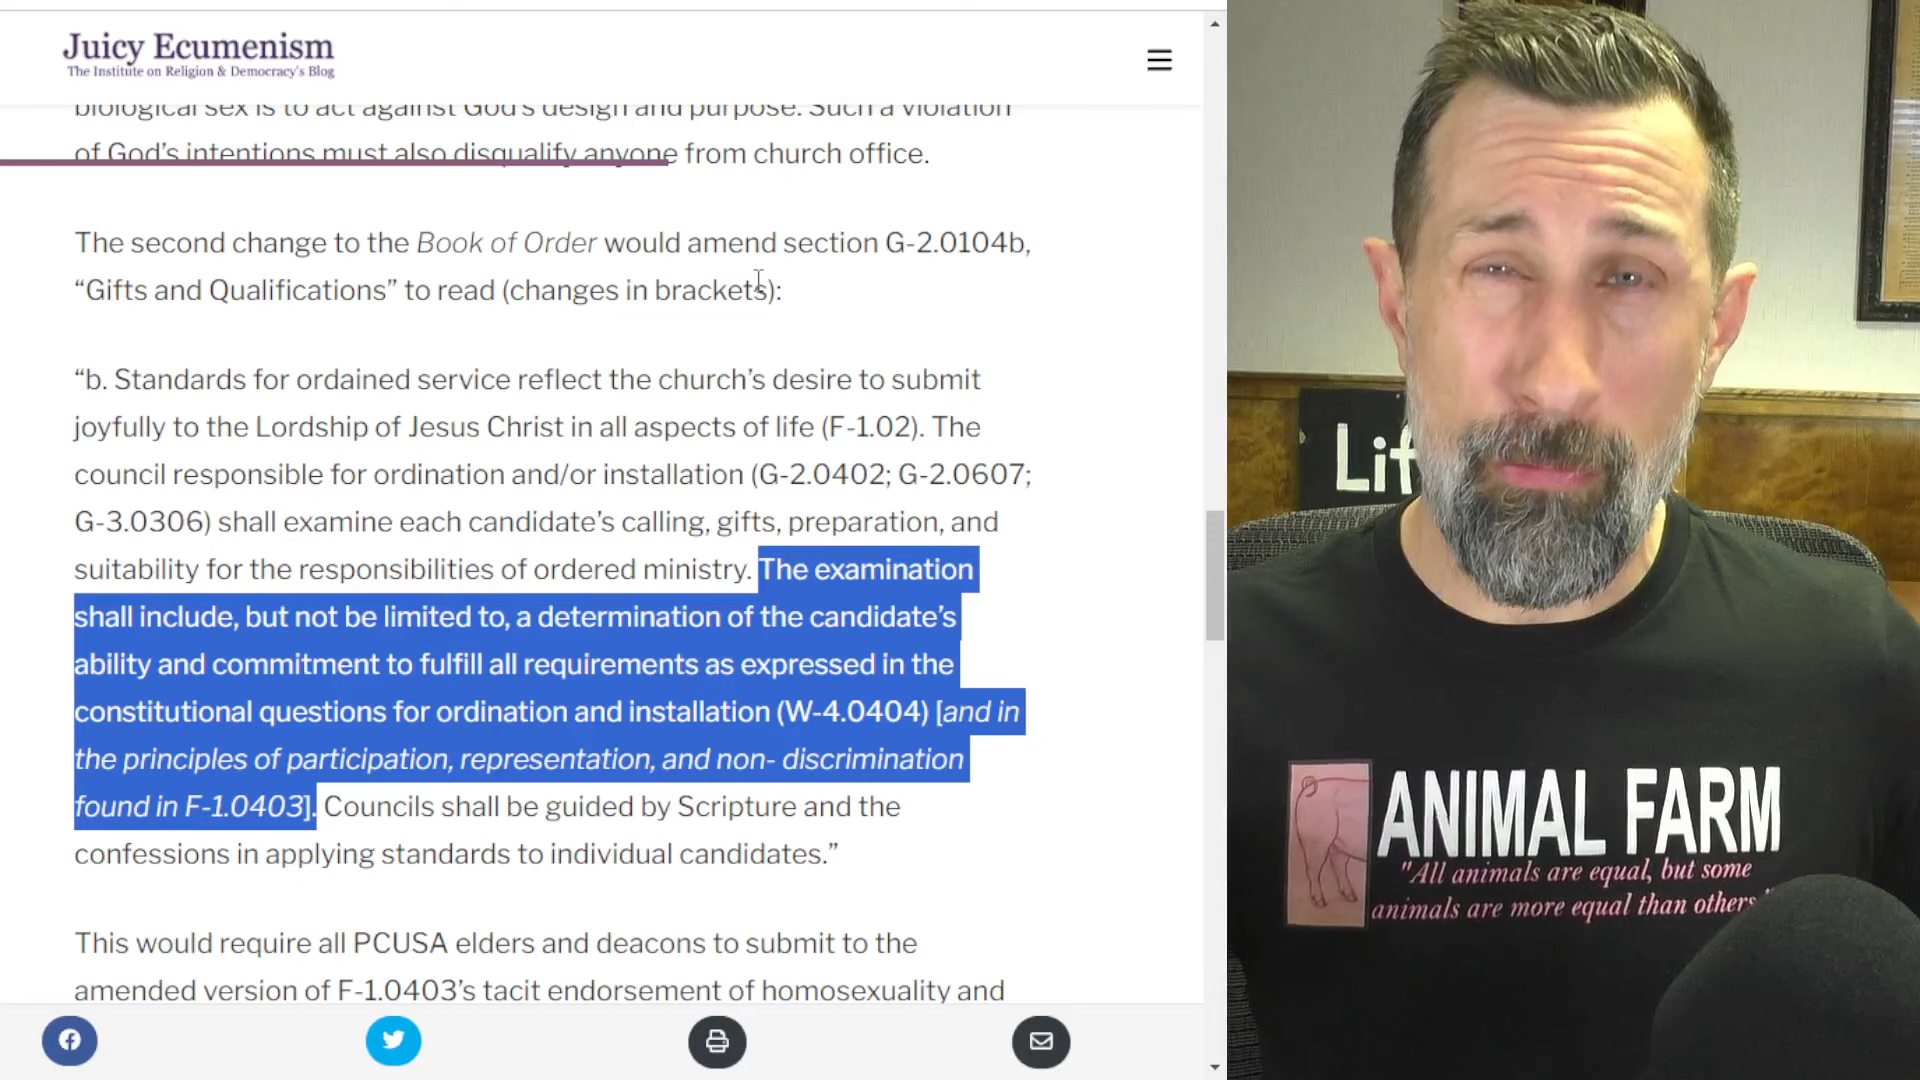 Juicy Ecumenism
The Institute on Religion & Democracy's Blog
biological sex is to act against God's design and purpose. Such a violation
of God's intentions must also disqualify anyone from church office.
The second change to the Book of Order would amend section G-2.0104b,
“Gifts and Qualifications” to read (changes in brackets):
“b. Standards for ordained service reflect the church's desire to submit
joyfully to the Lordship of Jesus Christ in all aspects of life (F-1.02). The
council responsible for ordination and/or installation (G-2.0402; G-2.0607;
G-3.0306) shall examine each candidate's calling, gifts, preparation, and
suitability for the responsibilities of ordered ministry. The examination
shall include, but not be limited to, a determination of the candidate's
ability and commitment to fulfill all requirements as expressed in the
constitutional questions for ordination and installation (W-4.0404) [and in
the principles of participation, representation, and non- discrimination
found in F-1.0403]. Councils shall be guided by Scripture and the
confessions in applying standards to individual candidates.”
This would require all PCUSA elders and deacons to submit to the
amended version of F-1.0403's tacit endorsement of homosexuality and
Lif
ANIMAL FARM
"All animals are equal, but some
animals are more equal than others